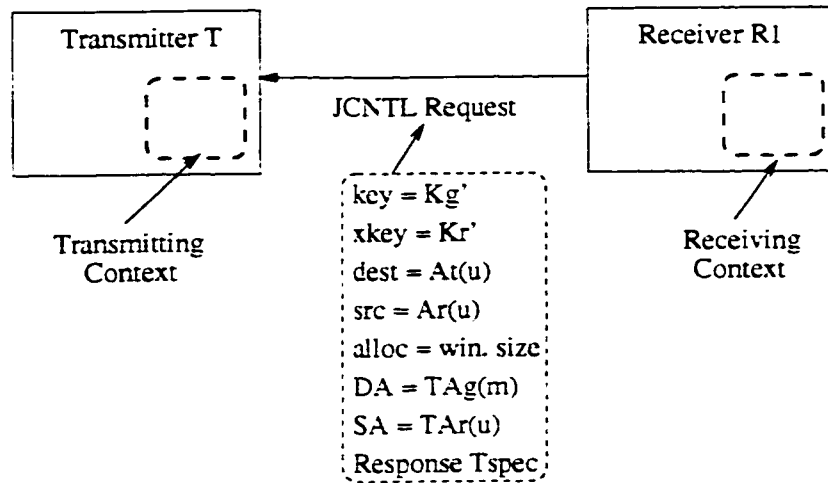 Transmitter T
Receiver R1
JCNTL Request
key = Kg'
xkey = Kr'
dest = At(u)
src = Ar(u)
alloc = win. size
DA = TAg(m)
SA = TAr(u)
Response Tspec
Transmitting
Context
Receiving
Context